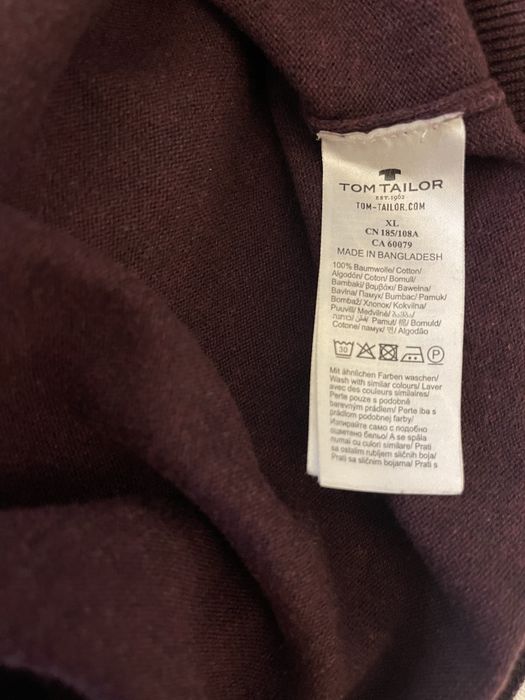 TOM TAILOR
EST. 1962
TOM-TAILOR.COM
XL
CN 185/108A
CA 60079
MADE IN BANGLADESH
100% Baumwolle/ Cotton/
Algodón/ Coton/ Bomull/
Bambaki/ βαμβάκι/ Bawełna/
Bavlna/ Памук/ Bumbac/ Pamuk/
Bombaž/ Хлопок/ Kokvilna/
Puuvill/ Medvilnė/
Pamut/ 棉/ Bomuld/
Cotone/ памук/ 면/ Algodão
30
P
Mit ähnlichen Farben waschen/
Wash with similar colours/ Laver
avec des couleurs similaires/
Perte pouze s podobně
barevným prádlem/ Perte iba s
prádlom podobnej farby/
Изпирайте само с подобно
оцветено бельо/ A se spăla
numai cu culori similare/ Prati
sa ostalim rubljem sličnih boja/
Prati sa sličnim bojama/ Prati s